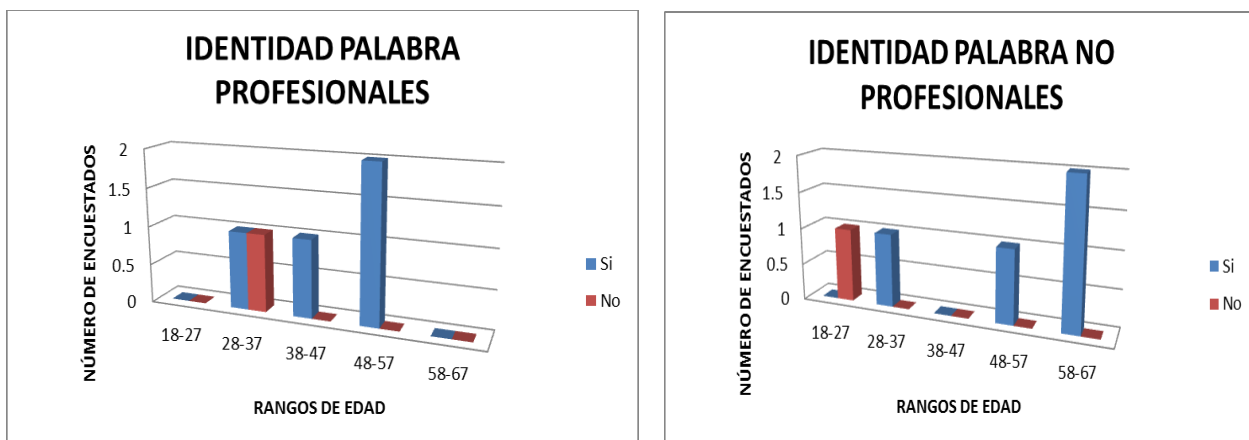 IDENTIDAD PALABRA
PROFESIONALES
NÚMERO DE ENCUESTADOS
2
1.5
1
0.5
0
18-27
28-37
38-47
48-57
58-67
RANGOS DE EDAD
Si
No
IDENTIDAD PALABRA NO
PROFESIONALES
NÚMERO DE ENCUESTADOS
2
1.5
1
0.5
0
18-27
28-37
38-47
48-57
58-67
RANGOS DE EDAD
Si
No